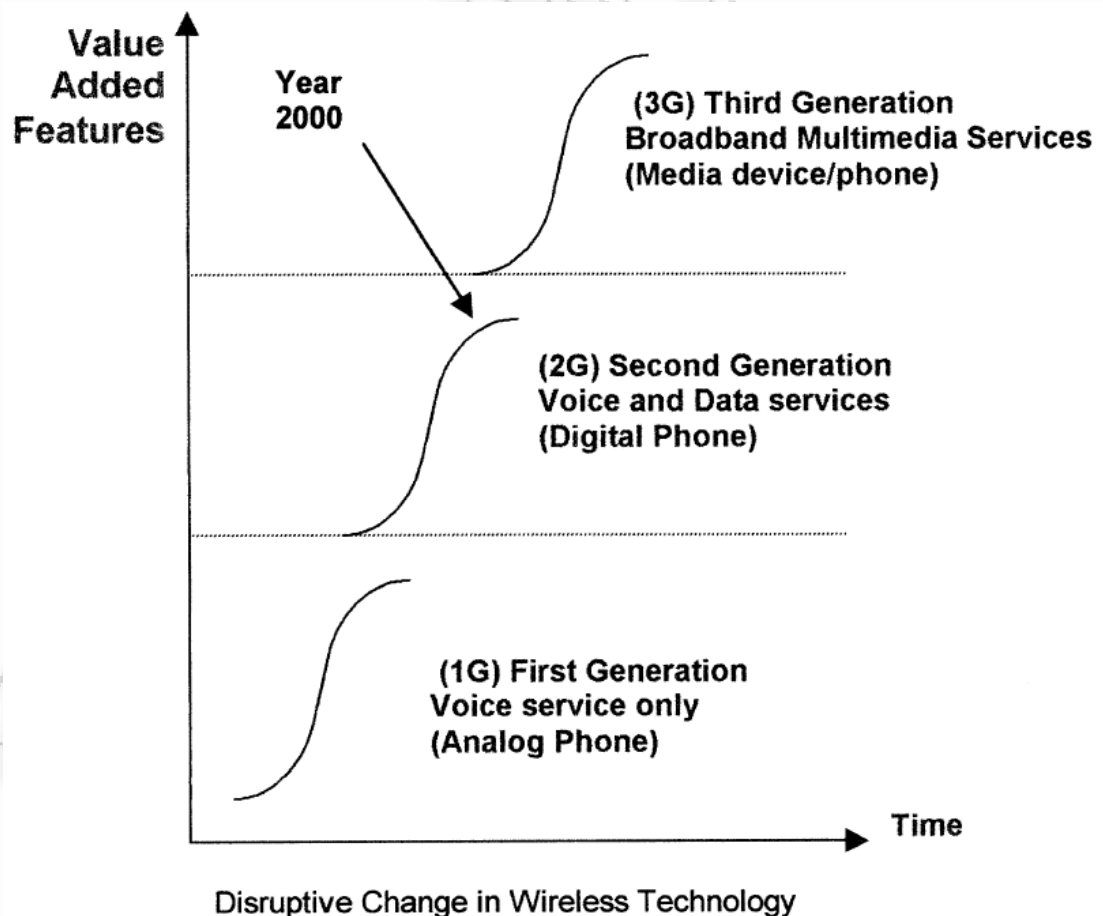 Value
Added
Features
Year
2000
(3G) Third Generation
Broadband Multimedia Services
(Media device/phone)
(2G) Second Generation
Voice and Data services
(Digital Phone)
(1G) First Generation
Voice service only
(Analog Phone)
Time
Disruptive Change in Wireless Technology